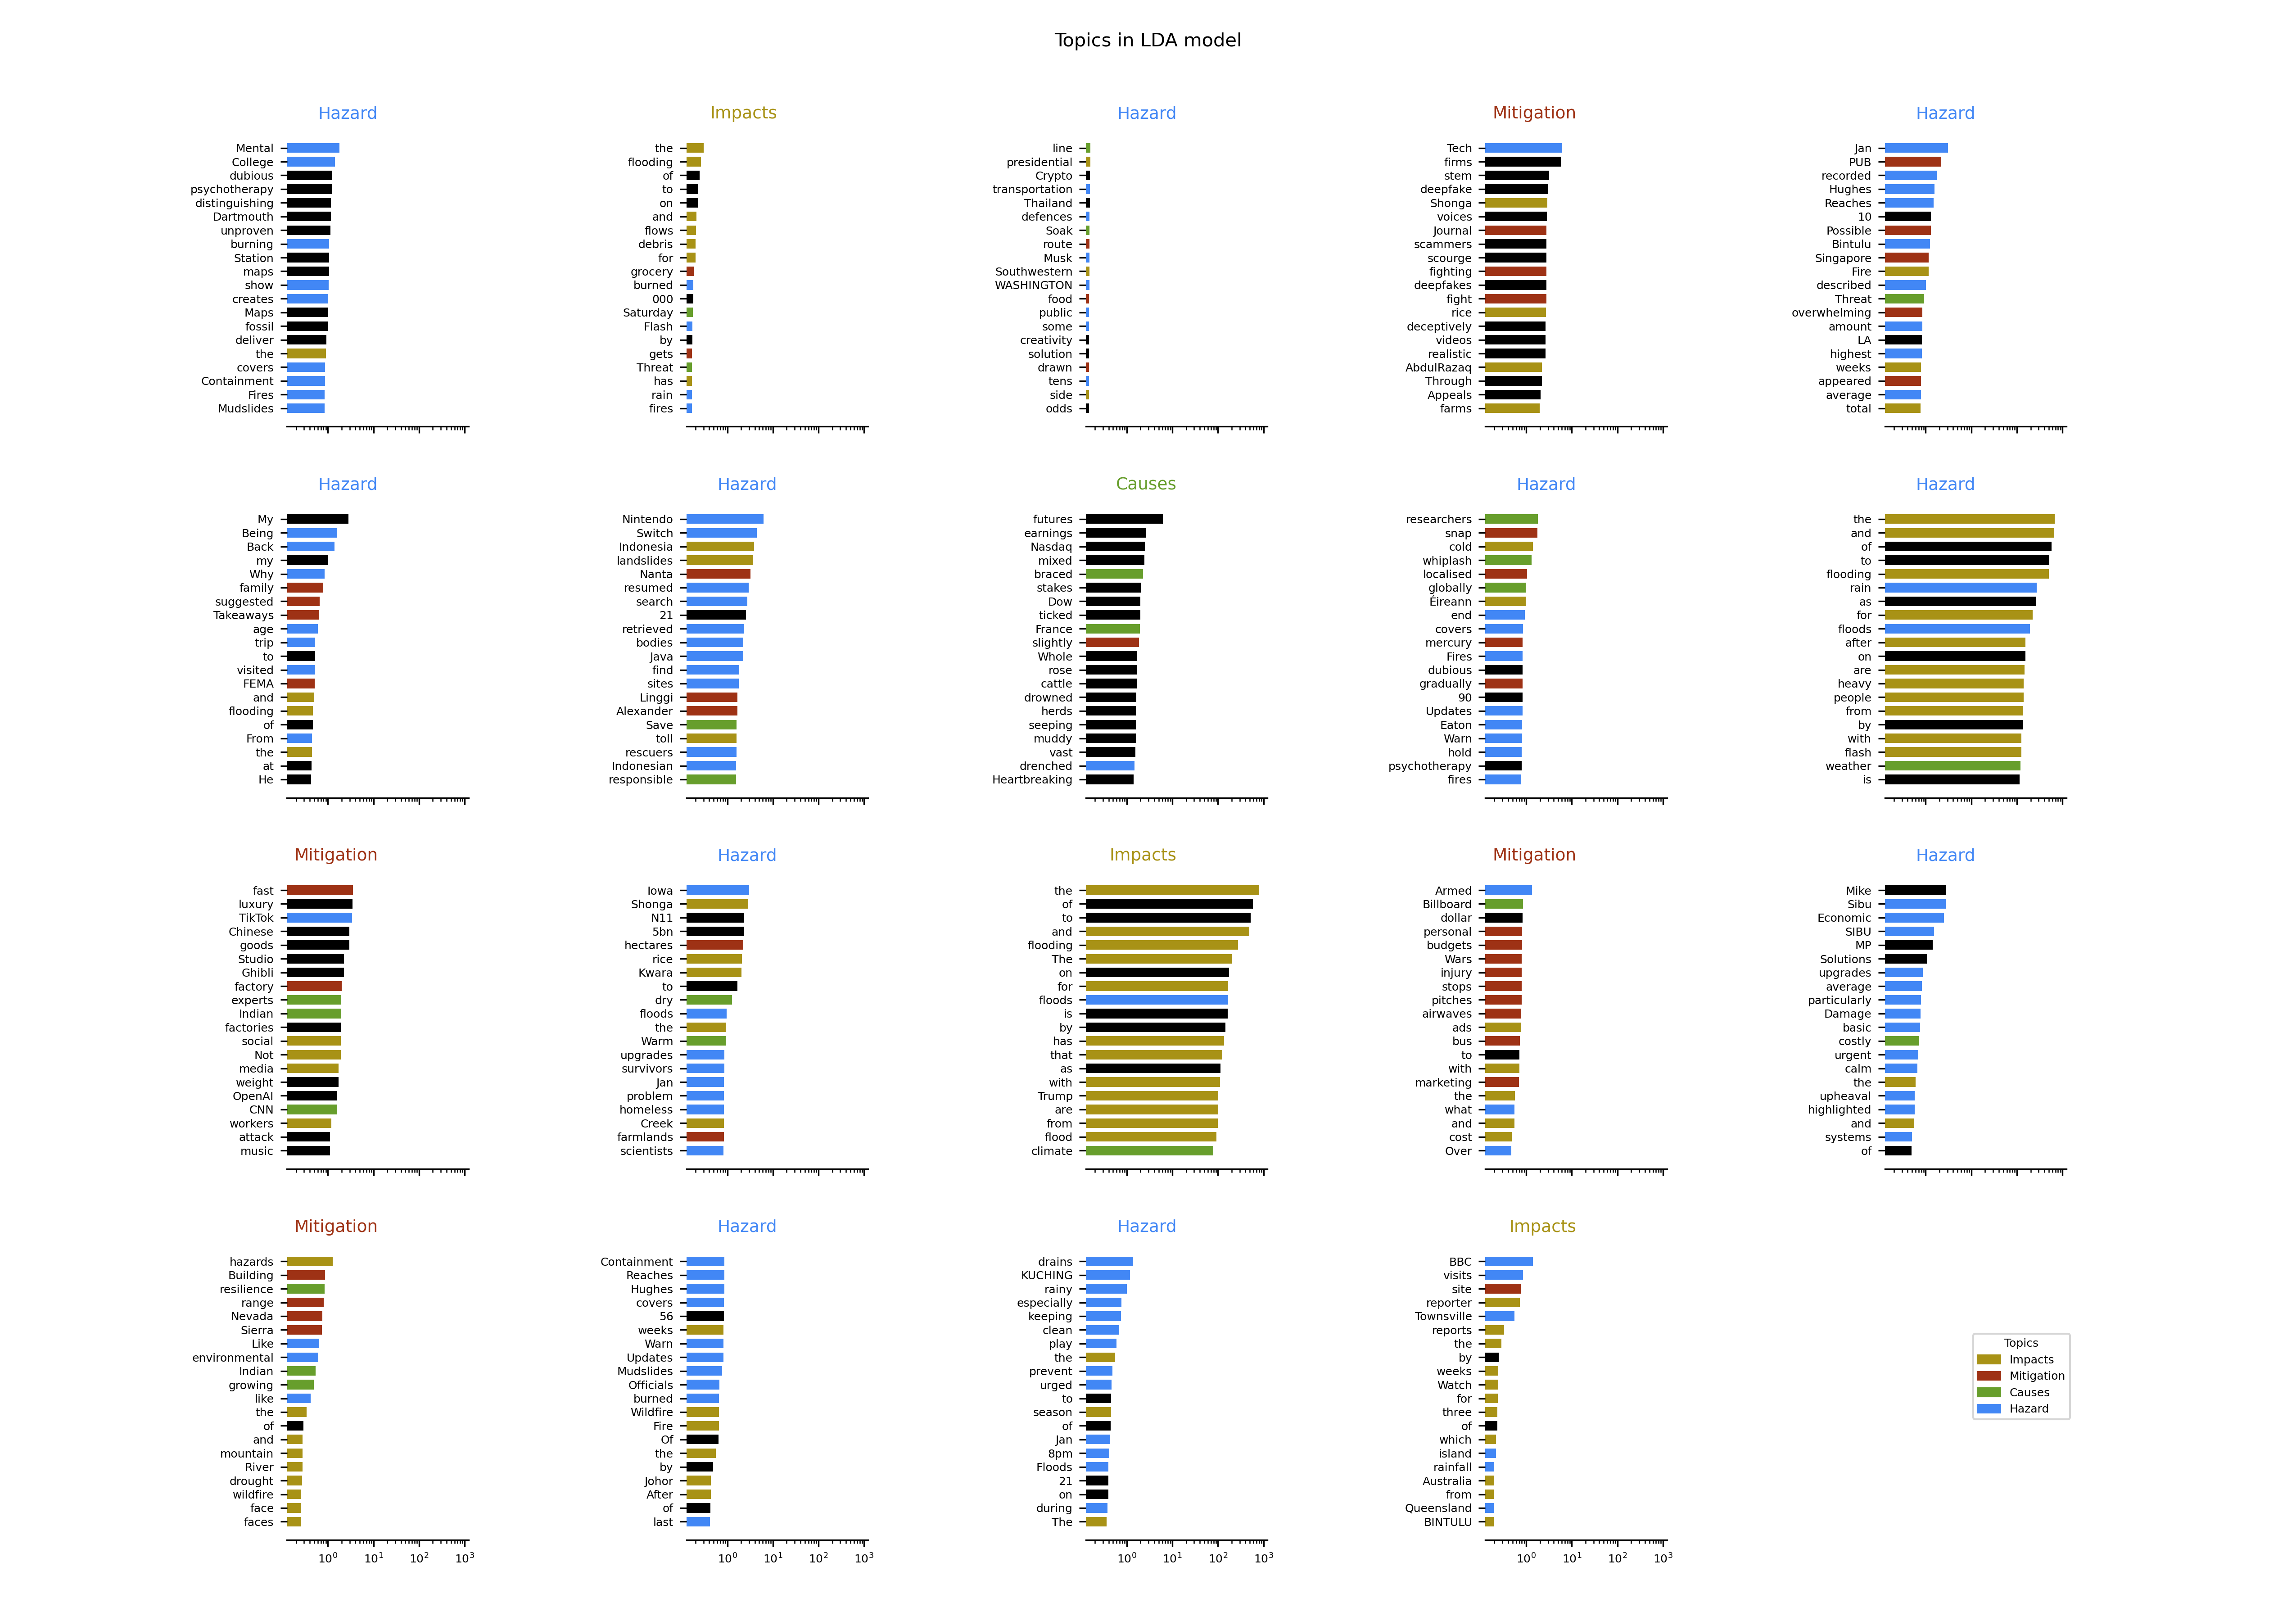 Topics in LDA model
Hazard
Mental
College
dubious
psychotherapy
distinguishing
Dartmouth
unproven
burning
Station
maps
show
creates
Maps
fossil
deliver
the
covers
Containment
Fires
Mudslides
Impacts
the
flooding
of
to
on
and
flows
debris
for
grocery
burned
000
Saturday
Flash
by
gets
Threat
has
rain
fires
Hazard
line
presidential
Crypto
transportation
Thailand
defences
Soak
route
Musk
Southwestern
WASHINGTON
food
public
some
creativity
solution
drawn
tens
side
odds
Mitigation
Tech
firms
stem
deepfake
Shonga
voices
Journal
scammers
scourge
fighting
deepfakes
fight
rice
deceptively
videos
realistic
AbdulRazaq
Through
Appeals
farms
Hazard
Jan
PUB
recorded
Hughes
Reaches
10
Possible
Bintulu
Singapore
Fire
described
Threat
overwhelming
amount
LA
highest
weeks
appeared
average
total
Hazard
My
Being
Back
my
Why
family
suggested
Takeaways
age
trip
to
visited
FEMA
and
flooding
of
From
the
at
He
Hazard
Nintendo
Switch
Indonesia
landslides
Nanta
resumed
search
21
retrieved
bodies
Java
find
sites
Linggi
Alexander
Save
toll
rescuers
Indonesian
responsible
Causes
futures
earnings
Nasdaq
mixed
braced
stakes
Dow
ticked
France
slightly
Whole
rose
cattle
drowned
herds
seeping
muddy
vast
drenched
Heartbreaking
Hazard
researchers
snap
cold
whiplash
localised
globally
Éireann
end
covers
mercury
Fires
dubious
gradually
90
Updates
Eaton
Warn
hold
psychotherapy
fires
Hazard
the
and
of
to
flooding
rain
as
for
floods
after
on
are
heavy
people
from
by
with
flash
weather
is
Mitigation
fast
luxury
TikTok
Chinese
goods
Studio
Ghibli
factory
experts
Indian
factories
social
Not
media
weight
OpenAI
CNN
workers
attack
music
Hazard
Iowa
Shonga
N11
5bn
hectares
rice
Kwara
to
dry
floods
the
Warm
upgrades
survivors
Jan
problem
homeless
Creek
farmlands
scientists
Impacts
the
of
to
and
flooding
The
on
for
floods
is
by
has
that
as
with
Trump
are
from
flood
climate
Mitigation
Armed
Billboard
dollar
personal
budgets
Wars
injury
stops
pitches
airwaves
ads
bus
to
with
marketing
the
what
and
cost
Over
Hazard
Mike
Sibu
Economic
SIBU
MP
Solutions
upgrades
average
particularly
Damage
basic
costly
urgent
calm
the
upheaval
highlighted
and
systems
of
Mitigation
hazards
Building
resilience
range
Nevada
Sierra
Like
environmental
Indian
growing
like
the
of
and
mountain
River
drought
wildfire
face
faces
10⁰ 10¹ 10² 10³
Hazard
Containment
Reaches
Hughes
covers
56
weeks
Warn
Updates
Mudslides
Officials
burned
Wildfire
Fire
Of
the
by
Johor
After
of
last
10⁰ 10¹ 10² 10³
Hazard
drains
KUCHING
rainy
especially
keeping
clean
play
the
prevent
urged
to
season
of
Jan
8pm
Floods
21
on
during
The
10⁰ 10¹ 10² 10³
Impacts
BBC
visits
site
reporter
Townsville
reports
the
by
weeks
Watch
for
three
of
which
island
rainfall
Australia
from
Queensland
BINTULU
10⁰ 10¹ 10² 10³
Topics
Impacts
Mitigation
Causes
Hazard